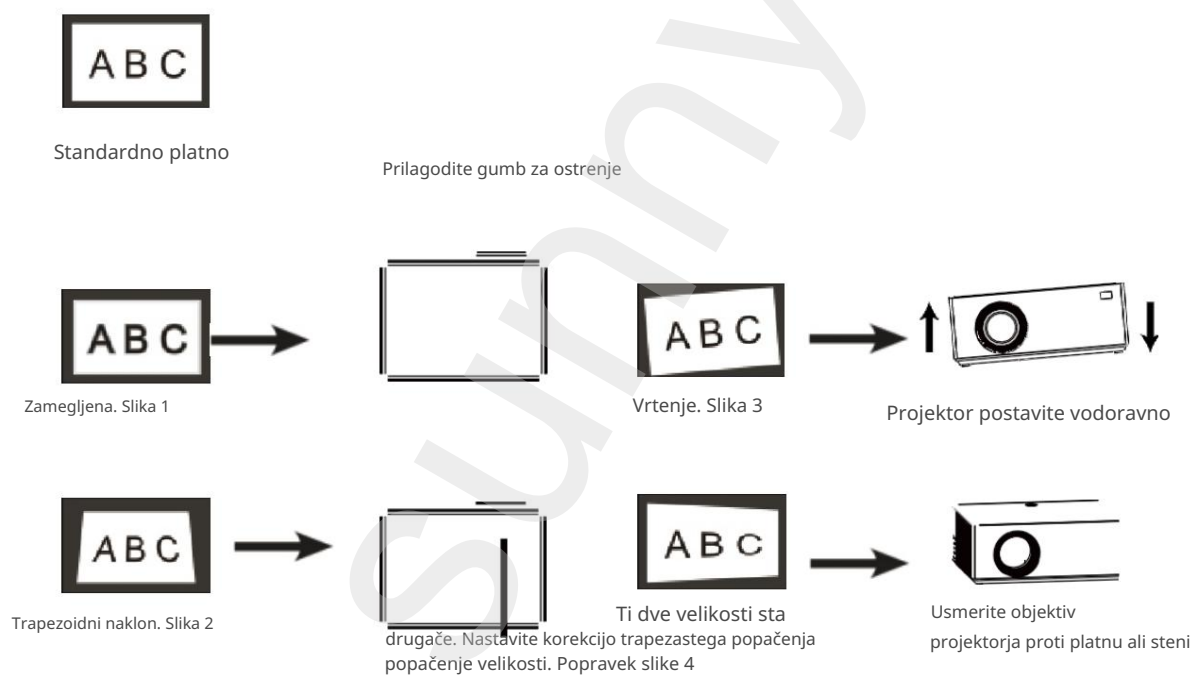 ABC
Standardno platno
Prilagodite gumb za ostrenje
ABC
Zamegljena. Slika 1
ABC
Vrtenje. Slika 3
Projektor postavite vodoravno
ABC
Trapezoidni naklon. Slika 2
ABC
Ti dve velikosti sta
drugače. Nastavite korekcijo trapezastega popačenja
popačenje velikosti. Popravek slike 4
Usmerite objektiv
projektorja proti platnu ali steni
sunny